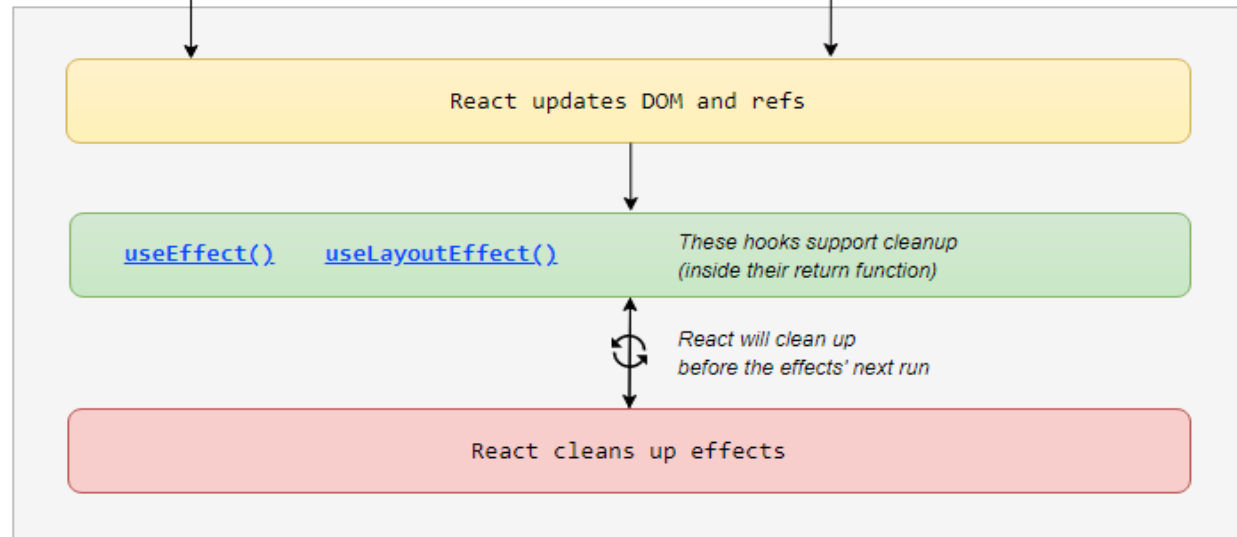 React updates DOM and refs
useEffect() useLayoutEffect() These hooks support cleanup
(inside their return function)
React will clean up
before the effects' next run
React cleans up effects